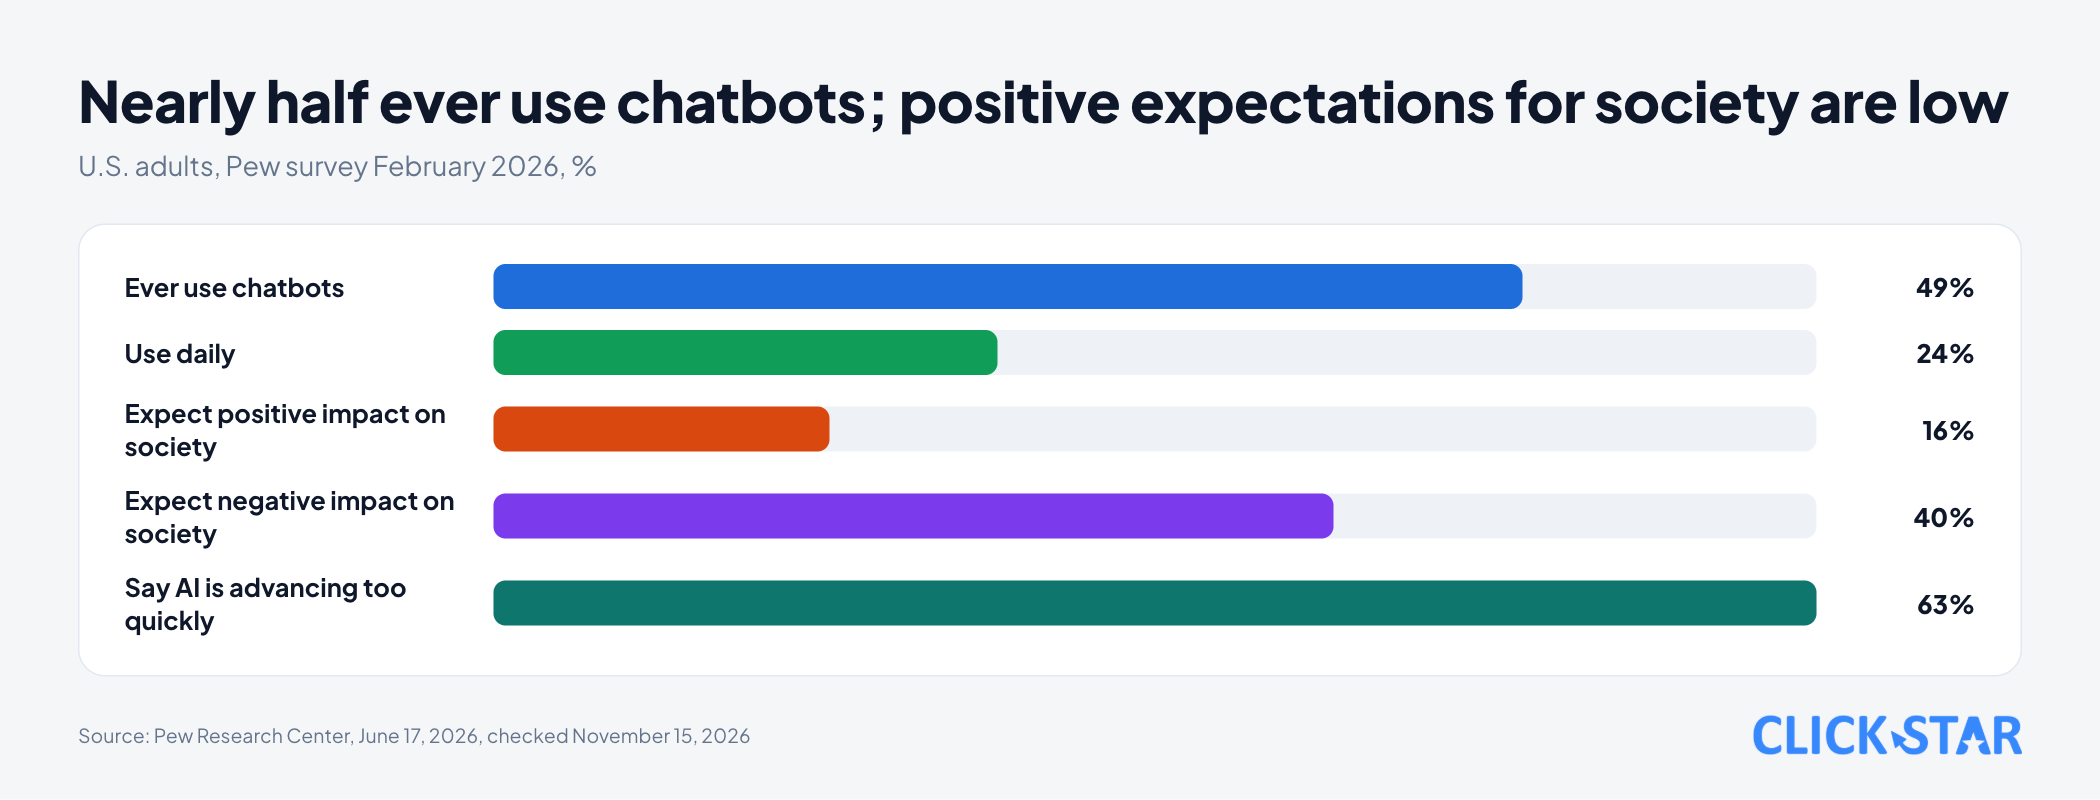 Nearly half ever use chatbots; positive expectations for society are low
U.S. adults, Pew survey February 2026, %
Ever use chatbots
49%
Use daily
24%
Expect positive impact on
society
16%
Expect negative impact on
society
40%
Say AI is advancing too
quickly
63%
Source: Pew Research Center, June 17, 2026, checked November 15, 2026
CLICKSTAR